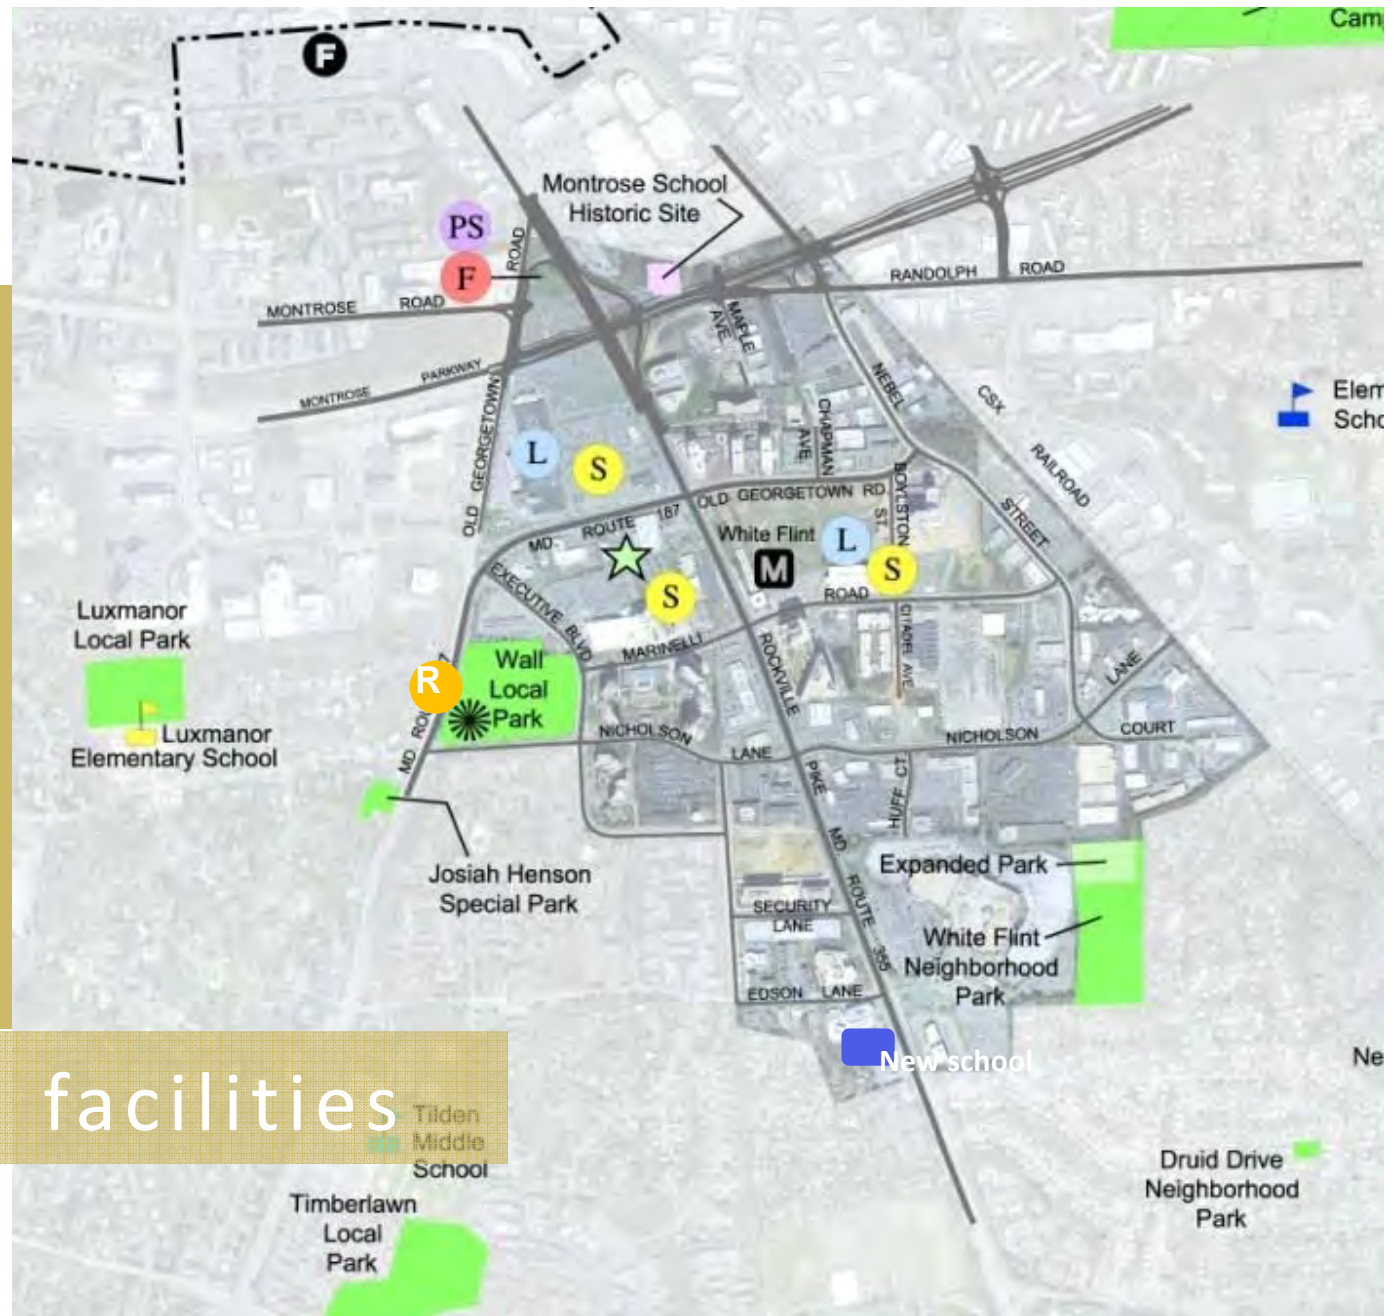 Cam
F
Montrose School
Historic Site
PS
F
ROAD
MONTROSE ROAD
RANDOLPH ROAD
MAPLE
AVE.
MONTROSE PARKWAY
NEBEL
STREET
CSX RAILROAD
Elem
Scho
OLD GEORGETOWN
CHAPMAN
AVE.
L
S
BOYLSTON
ST.
OLD GEORGETOWN RD.
MD. ROUTE 187
White Flint
M
L
S
S
EXECUTIVE BLVD
MARINELLI
ROAD
CITADEL AVE
ROCKVILLE
PIKE
MD
ROUTE
355
Luxmanor
Local Park
Wall
Local
Park
R
MD ROU
7
Luxmanor
Elementary School
NICHOLSON
LANE
NICHOLSON
LANE
COURT
HUFF CT
Josiah Henson
Special Park
Expanded Park
SECURITY
LANE
White Flint
Neighborhood
Park
EDSON LANE
New school
Ne
facilities
Tilden
Middle
School
Druid Drive
Neighborhood
Park
Timberlawn
Local
Park